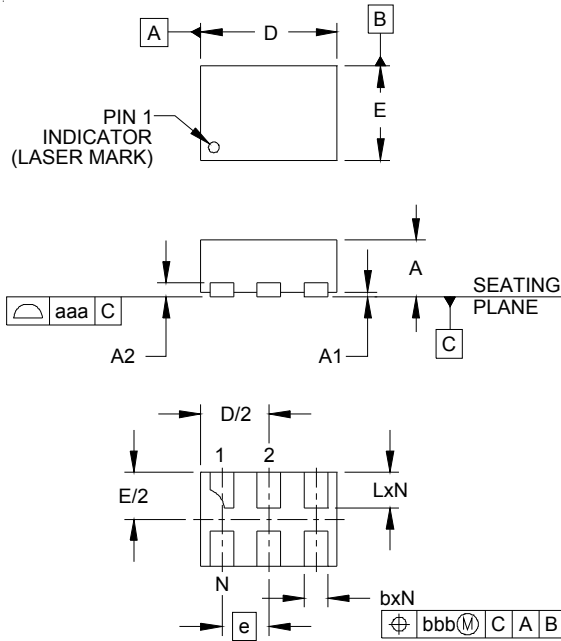 A
D
B
E
PIN 1
INDICATOR
(LASER MARK)
A
SEATING
PLANE
aaa C
C
A2
A1
D/2
1 2
E/2
LxN
N
bxN
e
bbb Ⓜ C A B